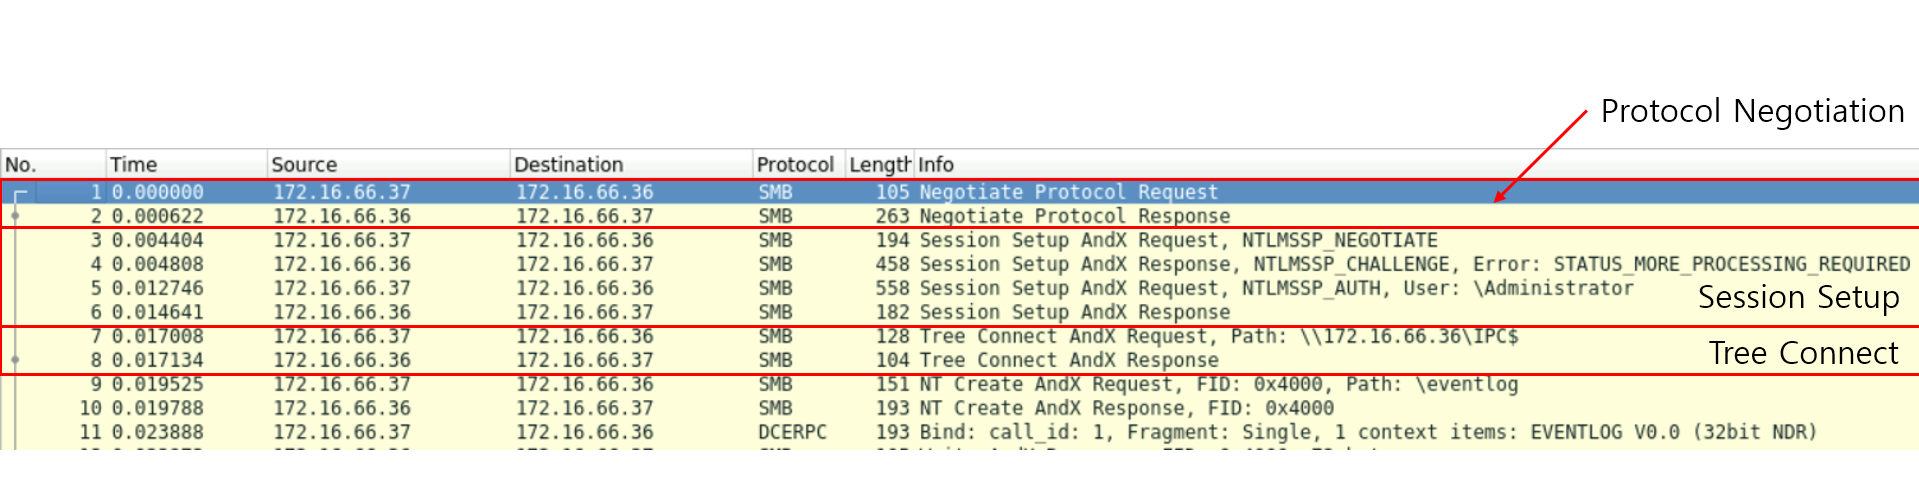 Protocol Negotiation
No. Time Source Destination Protocol Length Info
1 0.000000 172.16.66.37 172.16.66.36 SMB 105 Negotiate Protocol Request
2 0.000622 172.16.66.36 172.16.66.37 SMB 263 Negotiate Protocol Response
3 0.004404 172.16.66.37 172.16.66.36 SMB 194 Session Setup AndX Request, NTLMSSP_NEGOTIATE
4 0.004808 172.16.66.36 172.16.66.37 SMB 458 Session Setup AndX Response, NTLMSSP_CHALLENGE, Error: STATUS_MORE_PROCESSING_REQUIRED
5 0.012746 172.16.66.37 172.16.66.36 SMB 558 Session Setup AndX Request, NTLMSSP_AUTH, User: \Administrator
Session Setup
6 0.014641 172.16.66.36 172.16.66.37 SMB 182 Session Setup AndX Response
7 0.017008 172.16.66.37 172.16.66.36 SMB 128 Tree Connect AndX Request, Path: \\172.16.66.36\IPC$
Tree Connect
8 0.017134 172.16.66.36 172.16.66.37 SMB 104 Tree Connect AndX Response
9 0.019525 172.16.66.37 172.16.66.36 SMB 151 NT Create AndX Request, FID: 0x4000, Path: \eventlog
10 0.019788 172.16.66.36 172.16.66.37 SMB 193 NT Create AndX Response, FID: 0x4000
11 0.023888 172.16.66.37 172.16.66.36 DCERPC 193 Bind: call_id: 1, Fragment: Single, 1 context items: EVENTLOG V0.0 (32bit NDR)